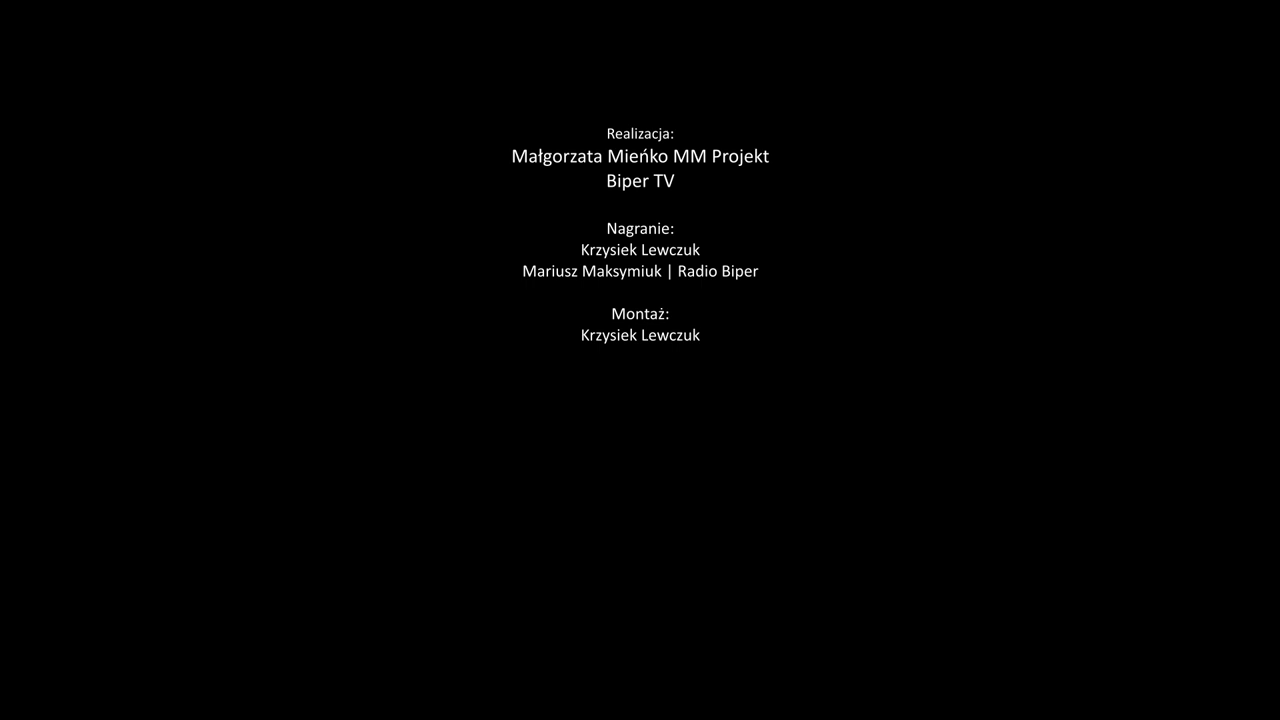 Realizacja:
Małgorzata Mieńko MM Projekt
Biper TV
Nagranie:
Krzysiek Lewczuk
Mariusz Maksymiuk | Radio Biper
Montaż:
Krzysiek Lewczuk